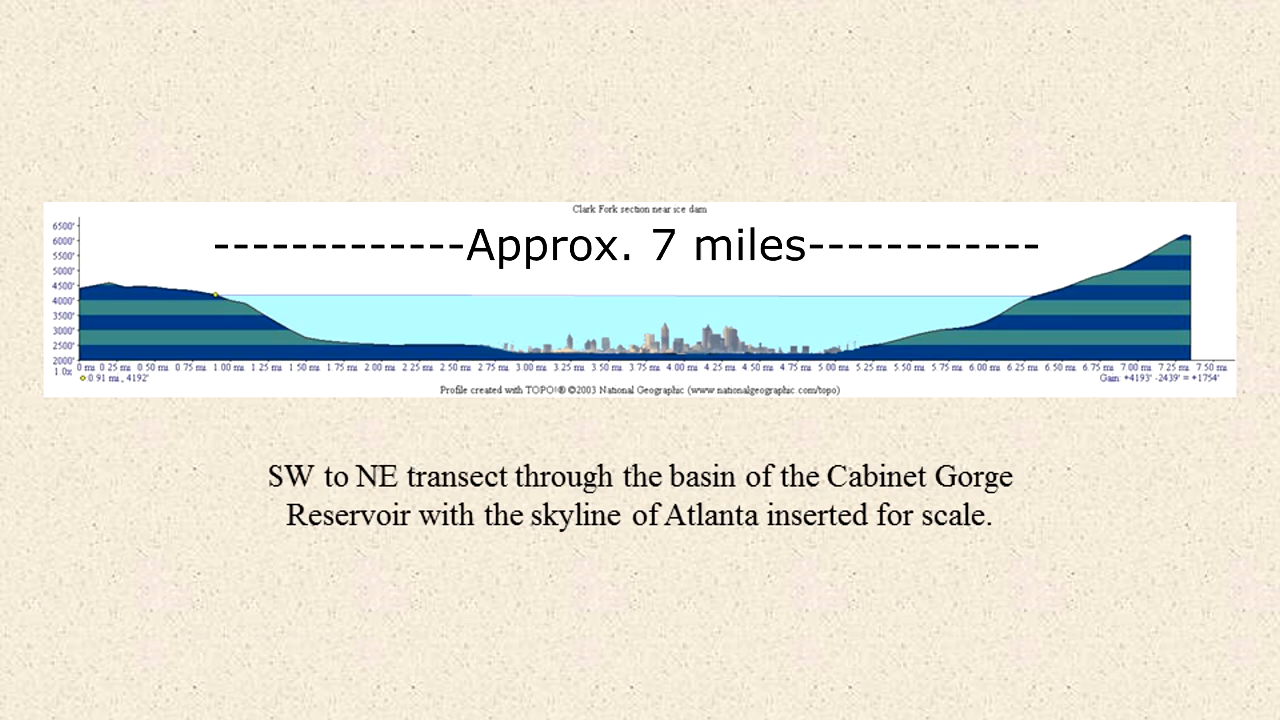 Clark Fork section near ice dam
-------------Approx. 7 miles------------
6500'
6000'
5500'
5000'
4500'
4000'
3500'
3000'
2500'
2000'
1.0x
0 mi 0.25 mi 0.50 mi 0.75 mi 1.00 mi 1.25 mi 1.50 mi 1.75 mi 2.00 mi 2.25 mi 2.50 mi 2.75 mi 3.00 mi 3.25 mi 3.50 mi 3.75 mi 4.00 mi 4.25 mi 4.50 mi 4.75 mi 5.00 mi 5.25 mi 5.50 mi 5.75 mi 6.00 mi 6.25 mi 6.50 mi 6.75 mi 7.00 mi 7.25 mi 7.50 mi
0.91 mi, 4192'
Gain: +4193' -2439' = +1754'
Profile created with TOPO!® ©2003 National Geographic (www.nationalgeographic.com/topo)
SW to NE transect through the basin of the Cabinet Gorge
Reservoir with the skyline of Atlanta inserted for scale.